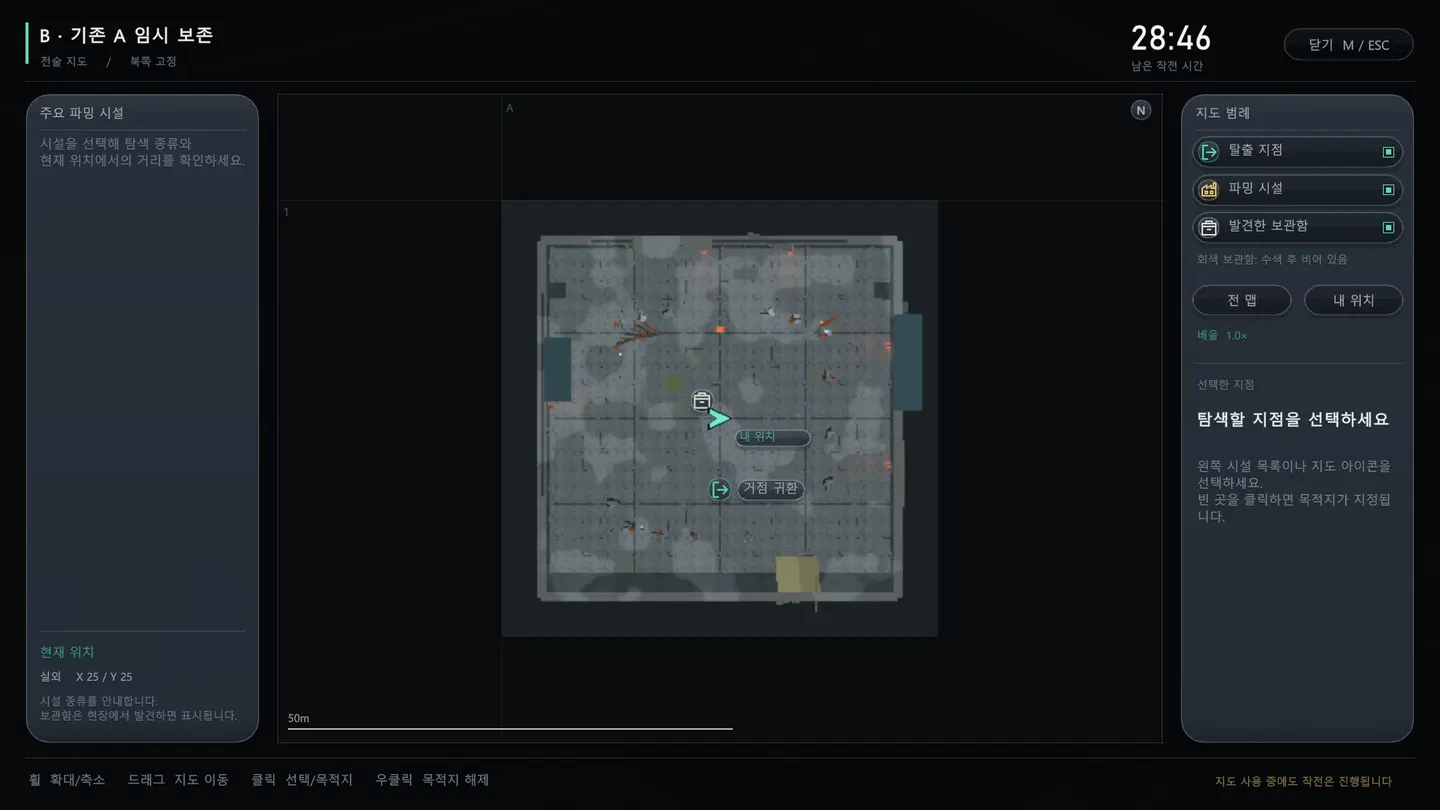 B · 기존 A 임시 보존
전술 지도 / 북쪽 고정
28:46
남은 작전 시간
닫기 M / ESC
주요 파밍 시설
시설을 선택해 탐색 종류와
현재 위치에서의 거리를 확인하세요.
현재 위치
실외 X 25 / Y 25
시설 종류를 안내합니다.
보관함은 현장에서 발견하면 표시됩니다.
A
N
1
내 위치
거점 귀환
50m
지도 범례
탈출 지점
파밍 시설
발견한 보관함
회색 보관함: 수색 후 비어 있음
전 맵
내 위치
배율 1.0×
선택한 지점
탐색할 지점을 선택하세요
왼쪽 시설 목록이나 지도 아이콘을
선택하세요.
빈 곳을 클릭하면 목적지가 지정됩
니다.
휠 확대/축소 드래그 지도 이동 클릭 선택/목적지 우클릭 목적지 해제
지도 사용 중에도 작전은 진행됩니다